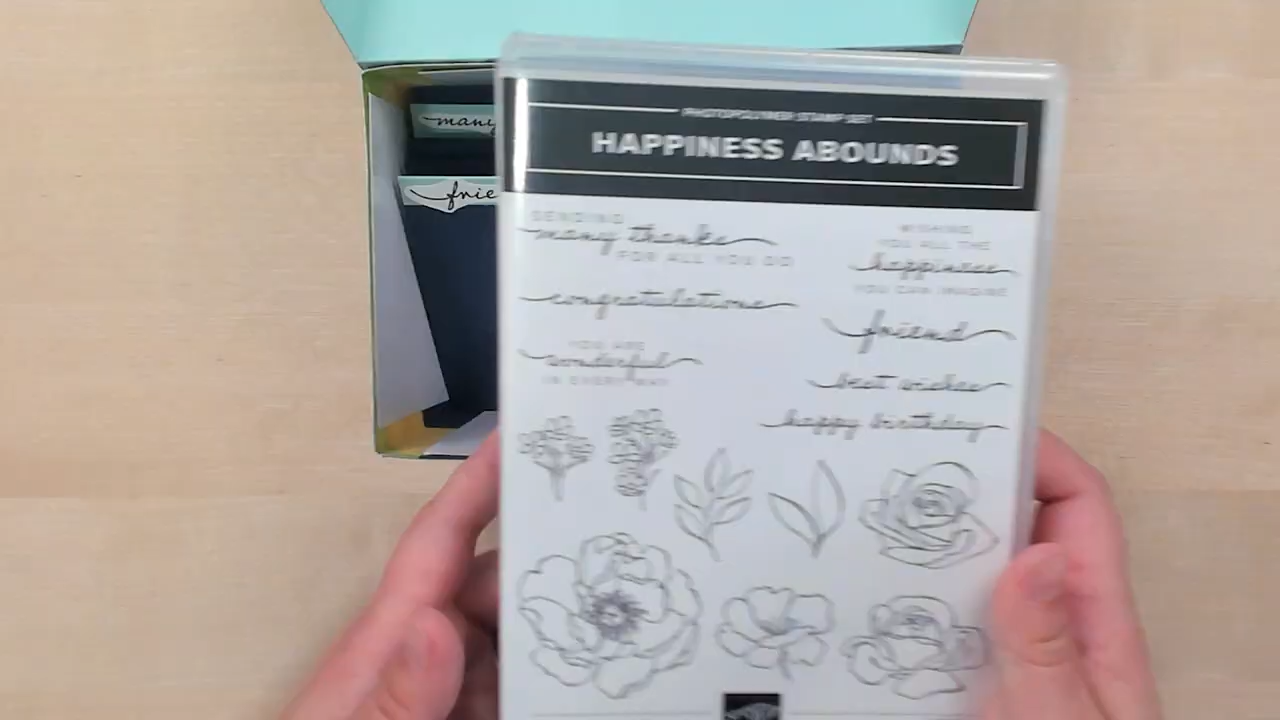 many
frie
PHOTOPOLYMER STAMP SET
HAPPINESS ABOUNDS
SENDING
many thanks
FOR ALL YOU DO
WISHING
YOU ALL THE
happiness
YOU CAN IMAGINE
congratulations
friend
YOU ARE
wonderful
IN EVERY WAY
best wishes
happy birthday